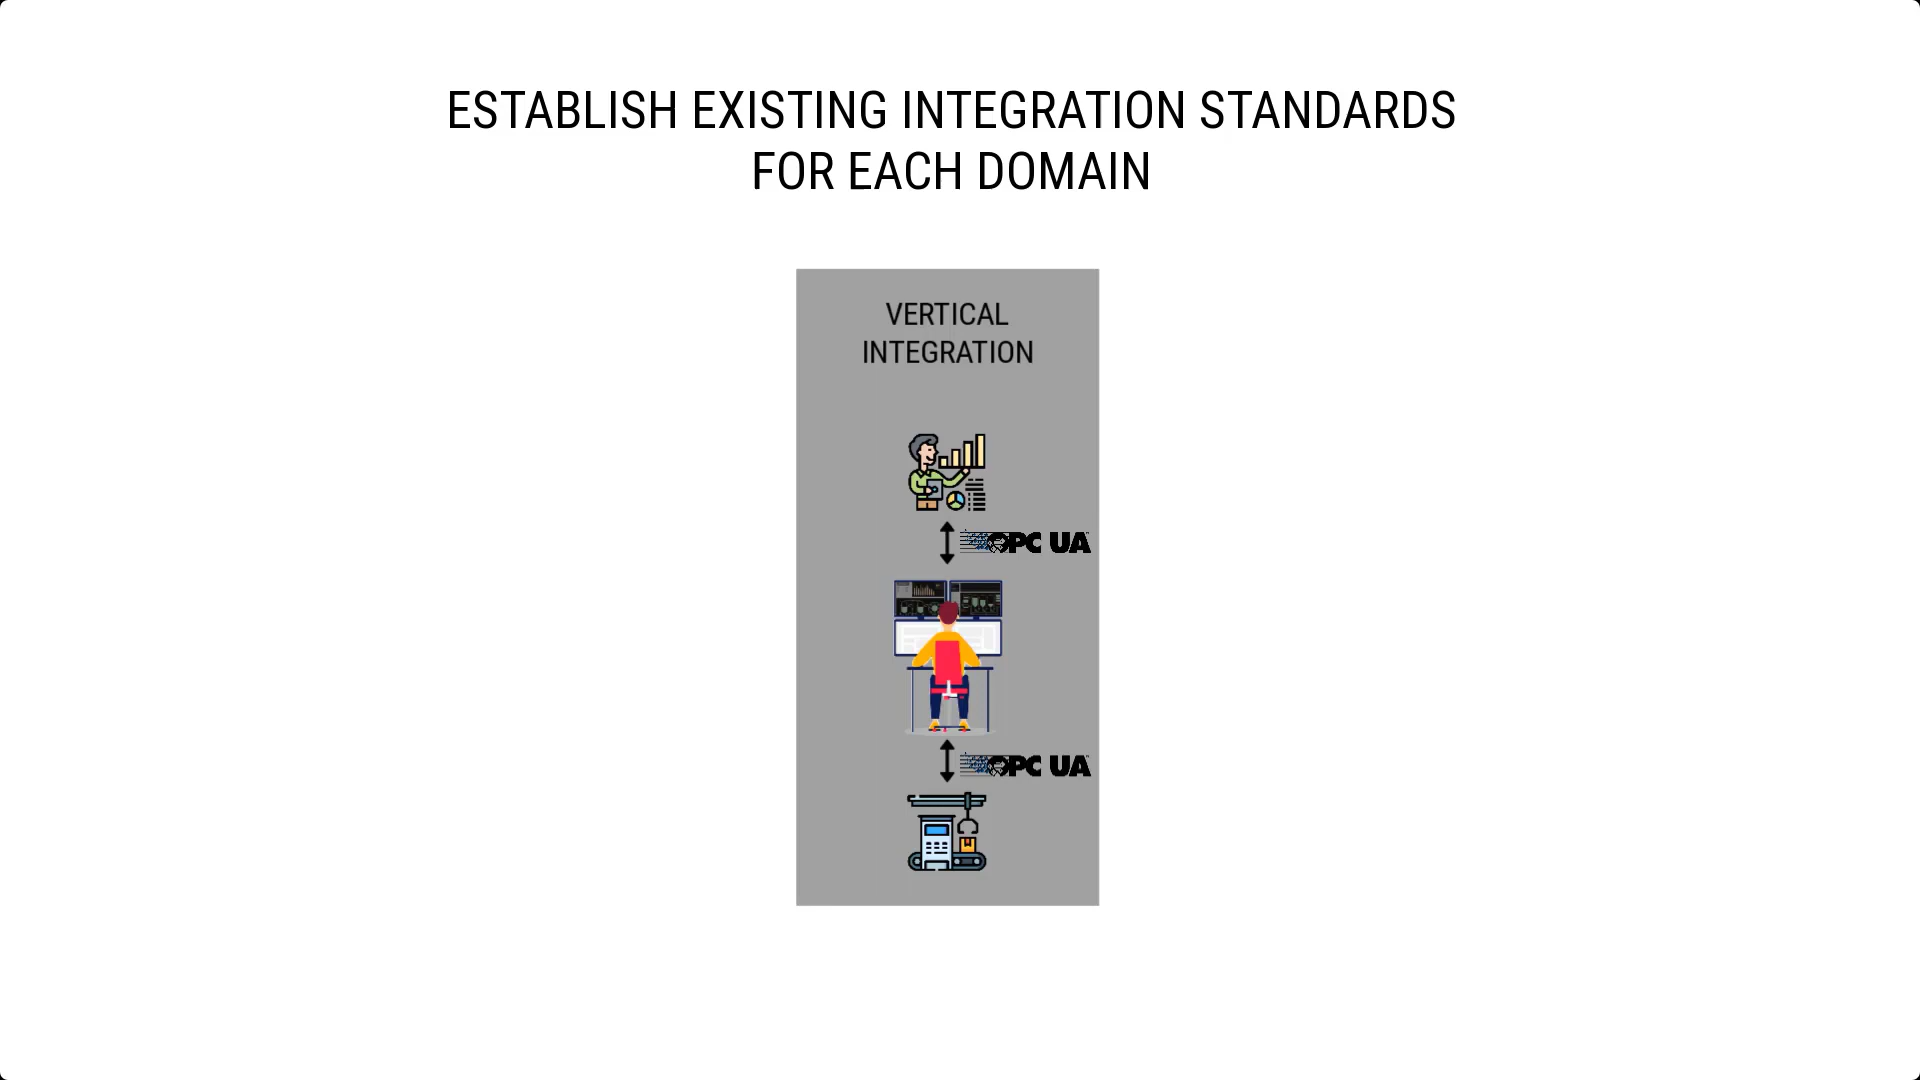 ESTABLISH EXISTING INTEGRATION STANDARDS
FOR EACH DOMAIN
VERTICAL
INTEGRATION
OPC UA
OPC UA